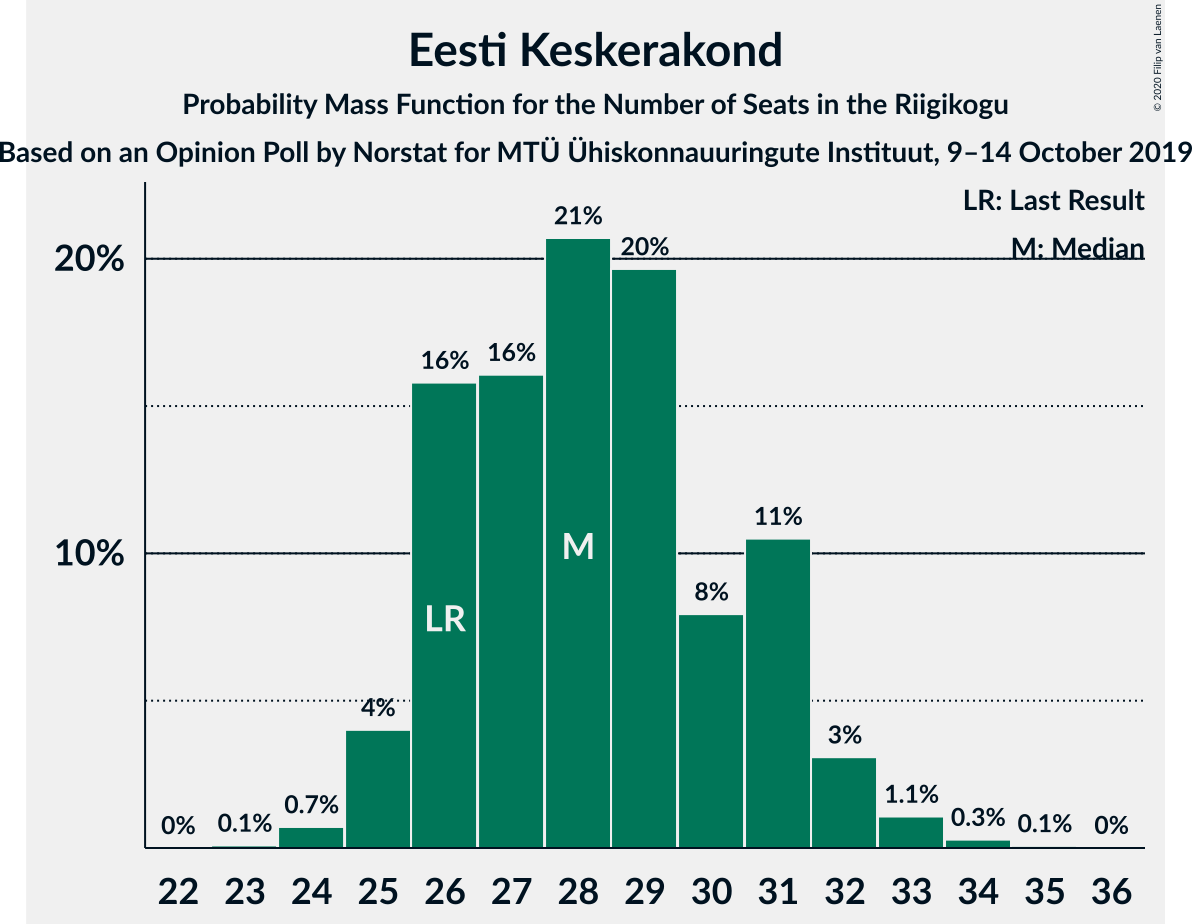 Eesti Keskerakond
Probability Mass Function for the Number of Seats in the Riigikogu
Based on an Opinion Poll by Norstat for MTÜ Ühiskonnauuringute Instituut, 9–14 October 2019
© 2020 Filip van Laenen
LR: Last Result
M: Median
20%
10%
0%
0.1%
0.7%
4%
16%
16%
21%
20%
8%
11%
3%
1.1%
0.3%
0.1%
0%
LR
M
22 23 24 25 26 27 28 29 30 31 32 33 34 35 36